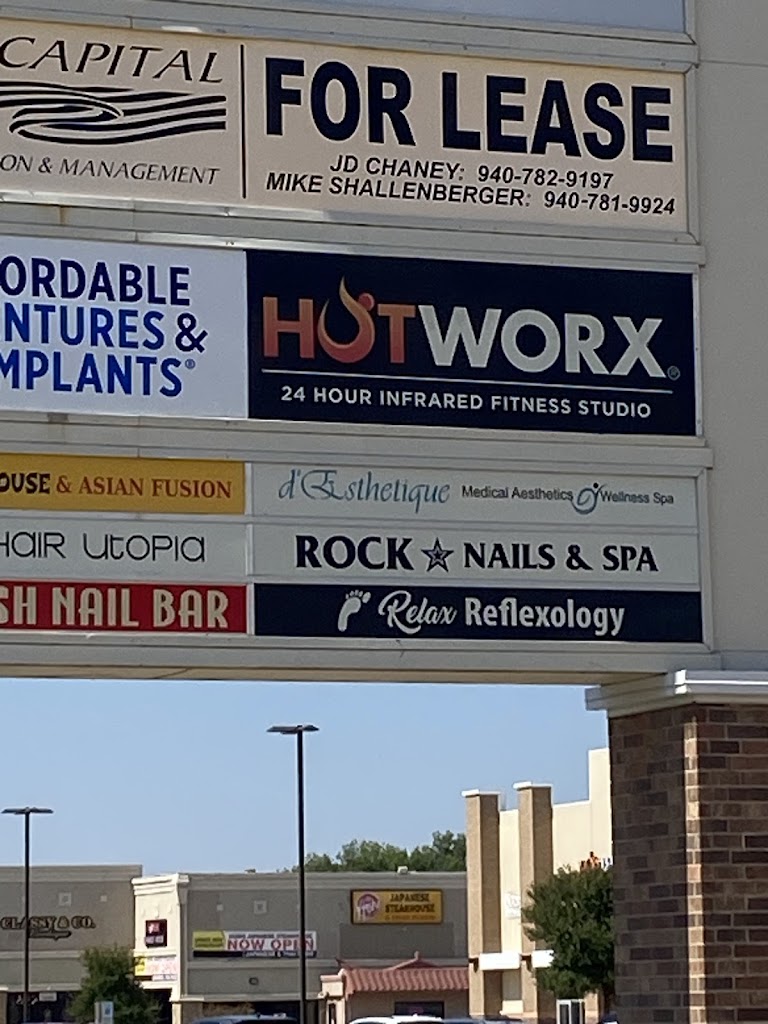 CAPITAL
ON & MANAGEMENT
FOR LEASE
JD CHANEY: 940-782-9197
MIKE SHALLENBERGER: 940-781-9924
ORDABLE
NTURES &
MPLANTS®
HOTWORX®
24 HOUR INFRARED FITNESS STUDIO
OUSE & ASIAN FUSION
d'Esthetique Medical Aesthetics Wellness Spa
HAIR UTOPIA
ROCK NAILS & SPA
SH NAIL BAR
Relax Reflexology
CLASSY & CO.
NOW OPEN
JAPANESE
STEAKHOUSE